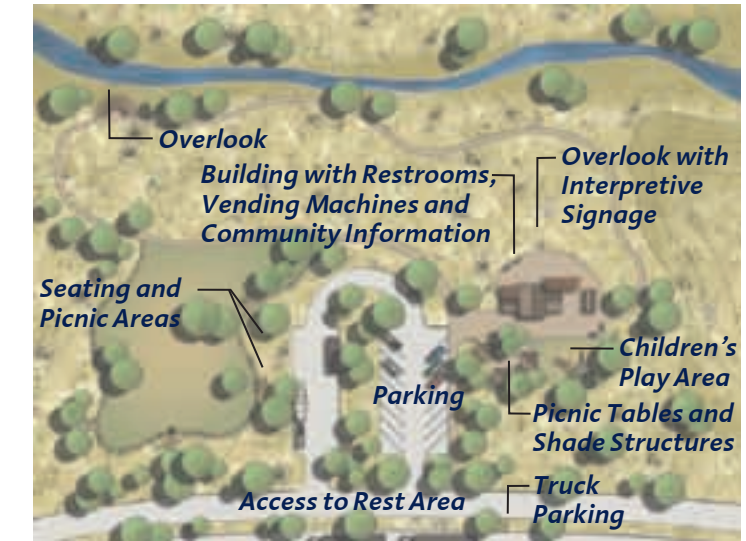 Overlook
Building with Restrooms,
Vending Machines and
Community Information
Overlook with
Interpretive
Signage
Seating and
Picnic Areas
Children's
Play Area
Parking
Picnic Tables and
Shade Structures
Access to Rest Area
Truck
Parking